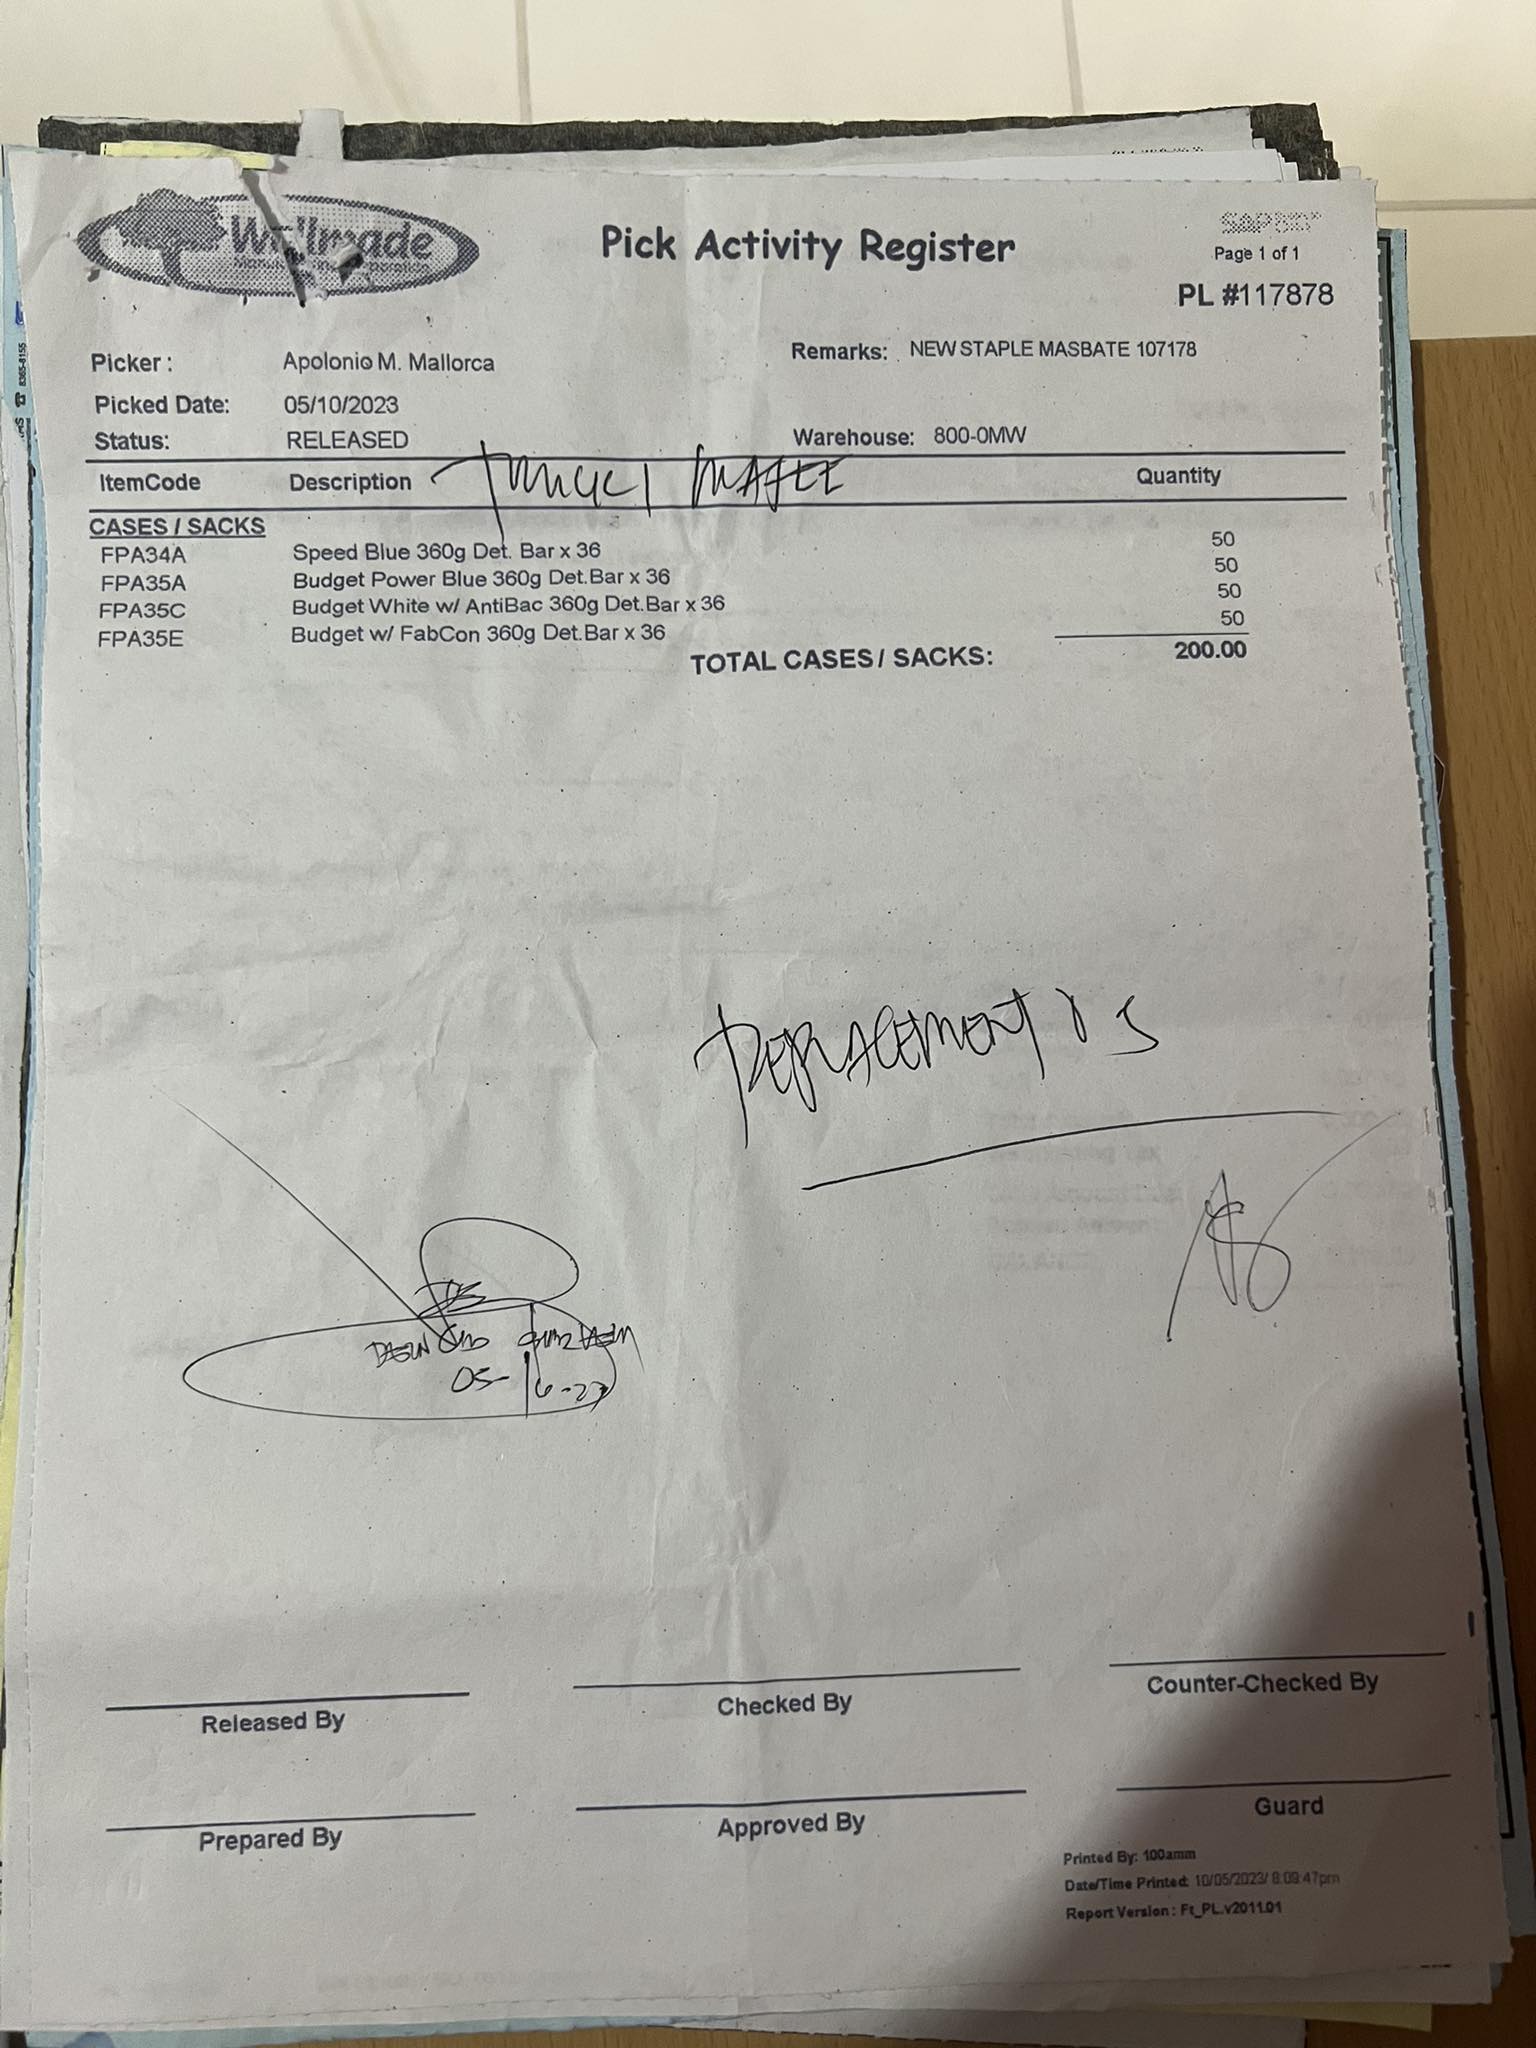 Wellmade
Pick Activity Register
Page 1 of 1
PL #117878
Picker : Apolonio M. Mallorca
Remarks: NEW STAPLE MASBATE 107178
Picked Date: 05/10/2023
Status: RELEASED
Warehouse: 800-0MW
ItemCode Description Quantity
CASES / SACKS
FPA34A Speed Blue 360g Det. Bar x 36 50
FPA35A Budget Power Blue 360g Det.Bar x 36 50
FPA35C Budget White w/ AntiBac 360g Det.Bar x 36 50
FPA35E Budget w/ FabCon 360g Det.Bar x 36 50
TOTAL CASES / SACKS: 200.00
REPLACEMENT
05-16-23
Released By
Checked By
Counter-Checked By
Prepared By
Approved By
Guard
Printed By: 100amm
Date/Time Printed: 10/05/2023/ 8:09:47pm
Report Version : Ft_PL.v2011.01
8365-8155